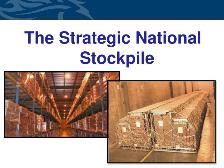 The Strategic National
Stockpile